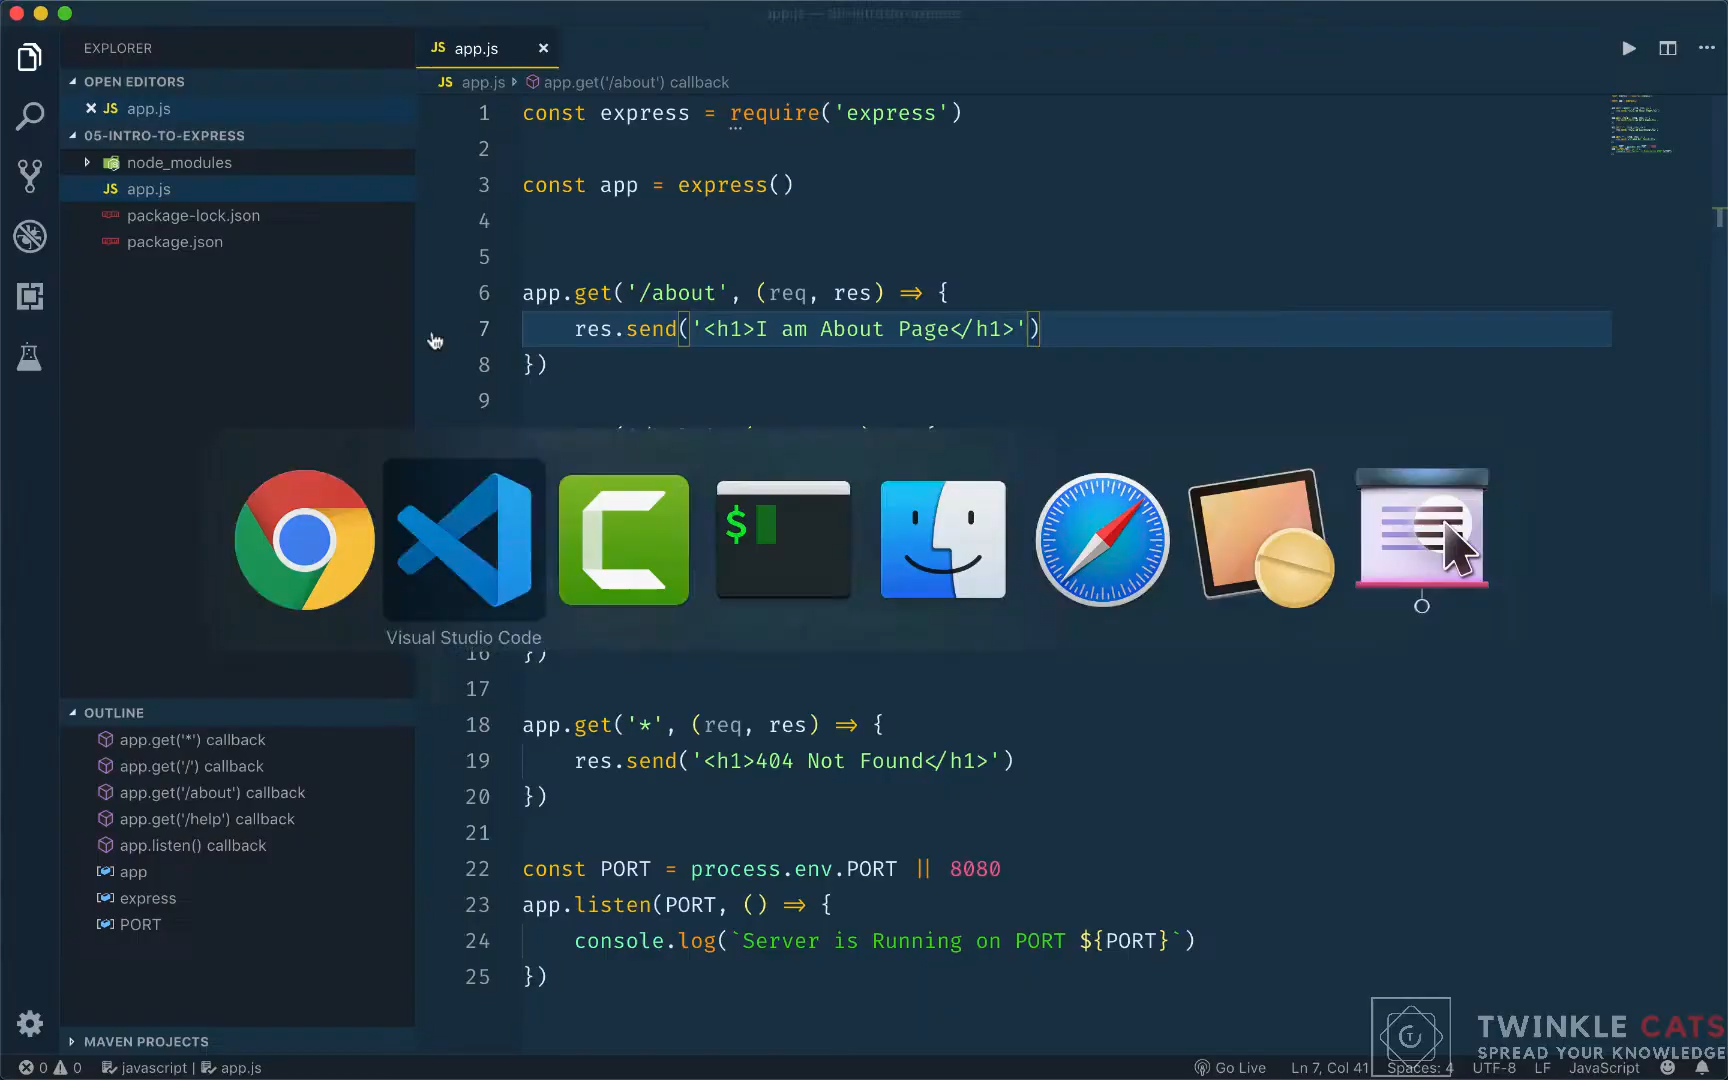 EXPLORER
OPEN EDITORS
JS app.js
05-INTRO-TO-EXPRESS
node_modules
JS app.js
package-lock.json
package.json
OUTLINE
app.get('*') callback
app.get('/') callback
app.get('/about') callback
app.get('/help') callback
app.listen() callback
app
express
PORT
MAVEN PROJECTS
JS app.js
JS app.js app.get('/about') callback
1 const express = require('express')
2
3 const app = express()
4
5
6 app.get('/about', (req, res) ⇒ {
7 res.send('<h1>I am About Page</h1>')
8 })
9
$
Visual Studio Code
16 })
17
18 app.get('*', (req, res) ⇒ {
19 res.send('<h1>404 Not Found</h1>')
20 })
21
22 const PORT = process.env.PORT || 8080
23 app.listen(PORT, () ⇒ {
24 console.log(`Server is Running on PORT ${PORT}`)
25 })
TWINKLE CATS
SPREAD YOUR KNOWLEDGE
0 0 javascript | app.js
Go Live Ln 7, Col 41 Spaces: 4 UTF-8 LF JavaScript